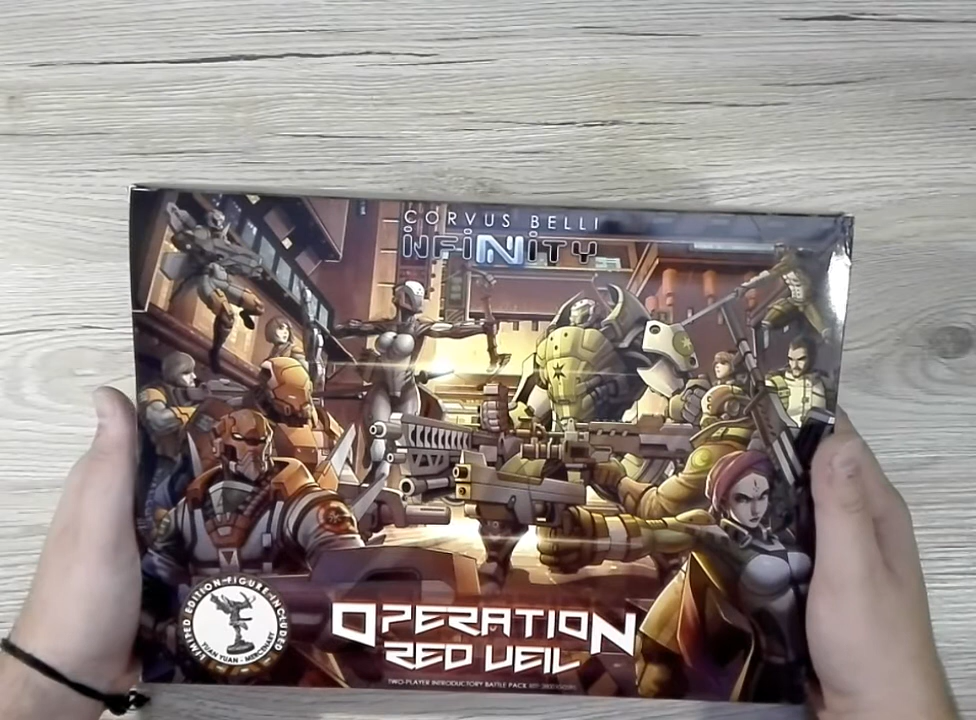 CORVUS BELLI
iNFiNiTY
LIMITED EDITION FIGURE INCLUDED
YUAN YUAN - MERCENARY
OPERATION
RED VEIL
TWO-PLAYER INTRODUCTORY BATTLE PACK